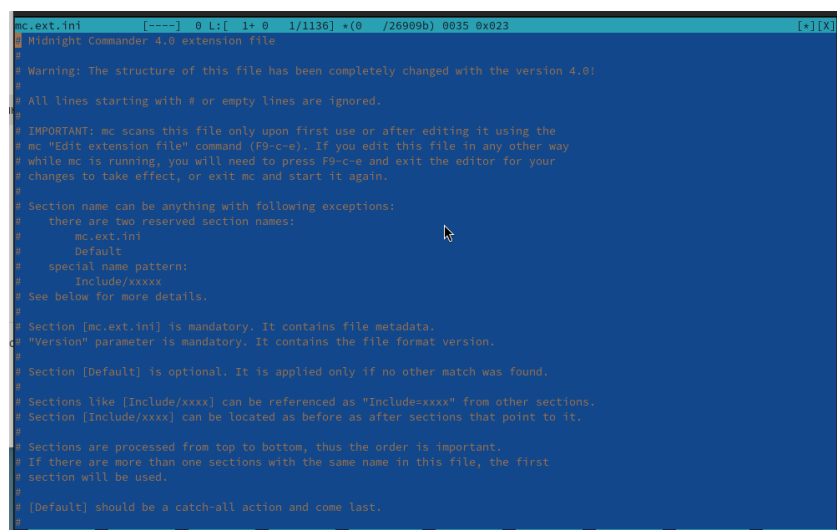 mc.ext.ini [----] 0 L:[ 1+ 0 1/1136] *(0 /26909b) 0035 0x023 [*][X]
# Midnight Commander 4.0 extension file
#
# Warning: The structure of this file has been completely changed with the version 4.0!
#
# All lines starting with # or empty lines are ignored.
#
# IMPORTANT: mc scans this file only upon first use or after editing it using the
# mc "Edit extension file" command (F9-c-e). If you edit this file in any other way
# while mc is running, you will need to press F9-c-e and exit the editor for your
# changes to take effect, or exit mc and start it again.
#
# Section name can be anything with following exceptions:
#    there are two reserved section names:
#        mc.ext.ini
#        Default
#    special name pattern:
#        Include/xxxxx
# See below for more details.
#
# Section [mc.ext.ini] is mandatory. It contains file metadata.
# "Version" parameter is mandatory. It contains the file format version.
#
# Section [Default] is optional. It is applied only if no other match was found.
#
# Sections like [Include/xxxx] can be referenced as "Include=xxxx" from other sections.
# Section [Include/xxxx] can be located as before as after sections that point to it.
#
# Sections are processed from top to bottom, thus the order is important.
# If there are more than one sections with the same name in this file, the first
# section will be used.
#
# [Default] should be a catch-all action and come last.
#